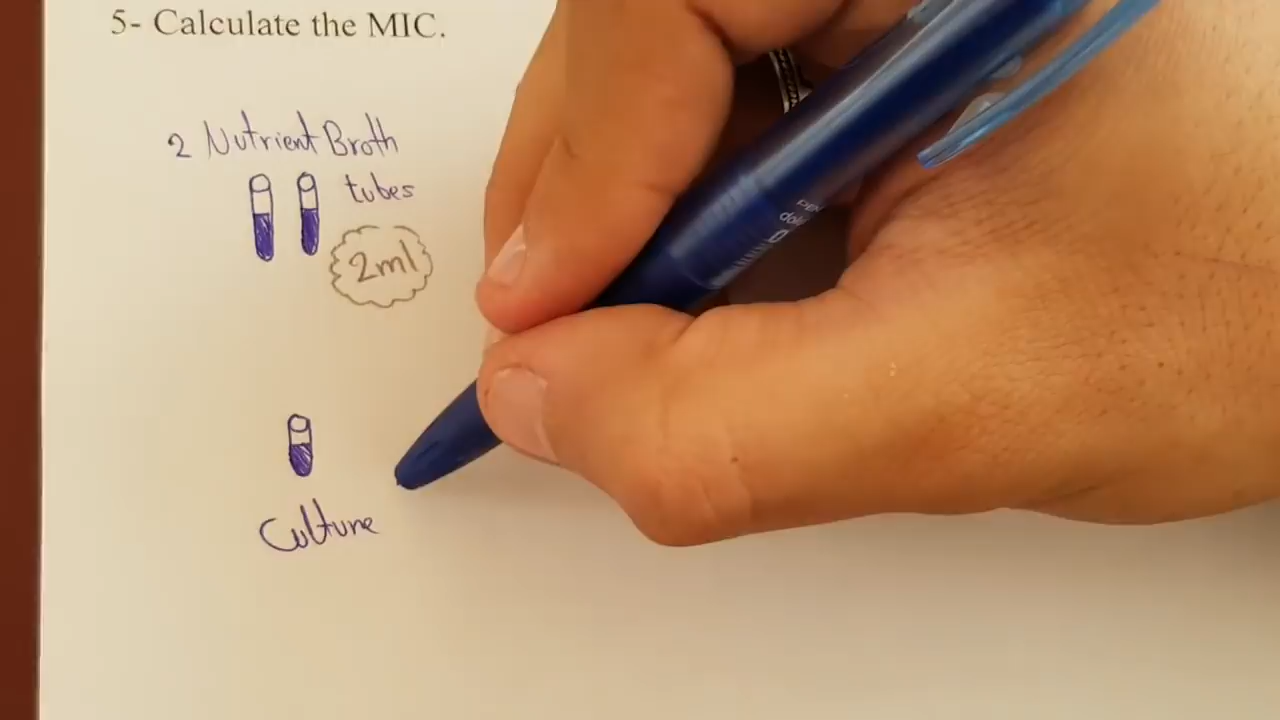 5- Calculate the MIC.
2 Nutrient Broth
tubes
2ml
Culture